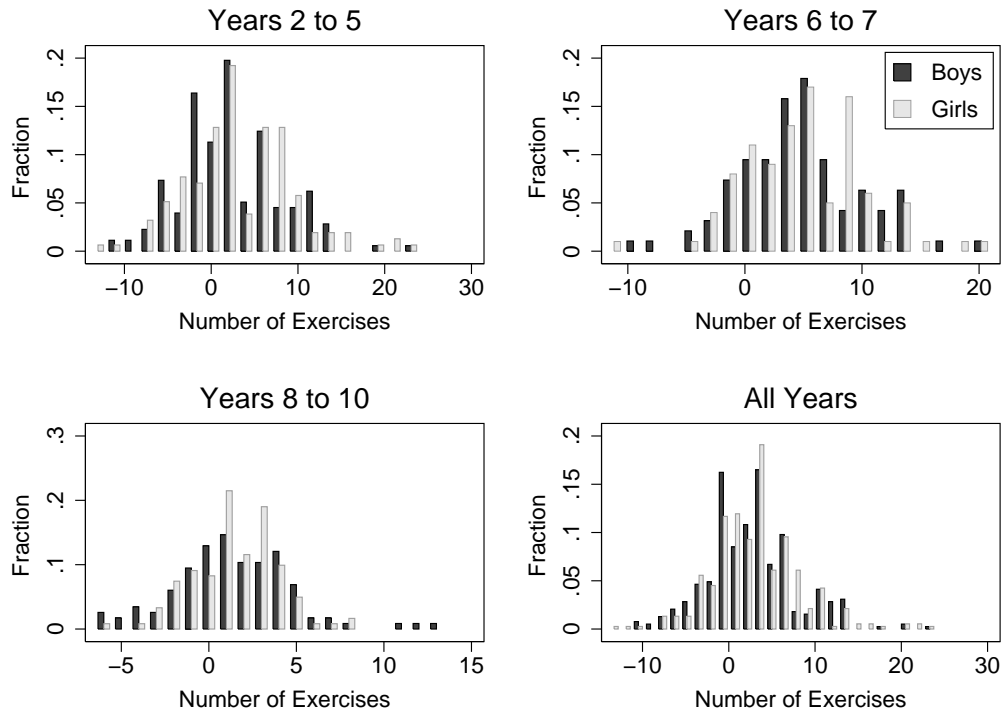 Years 2 to 5
Fraction
.2
.15
.1
.05
0
−10 0 10 20 30
Number of Exercises
Years 6 to 7
Boys
Girls
Fraction
.2
.15
.1
.05
0
−10 0 10 20
Number of Exercises
Years 8 to 10
Fraction
.3
.2
.1
0
−5 0 5 10 15
Number of Exercises
All Years
Fraction
.2
.15
.1
.05
0
−10 0 10 20 30
Number of Exercises